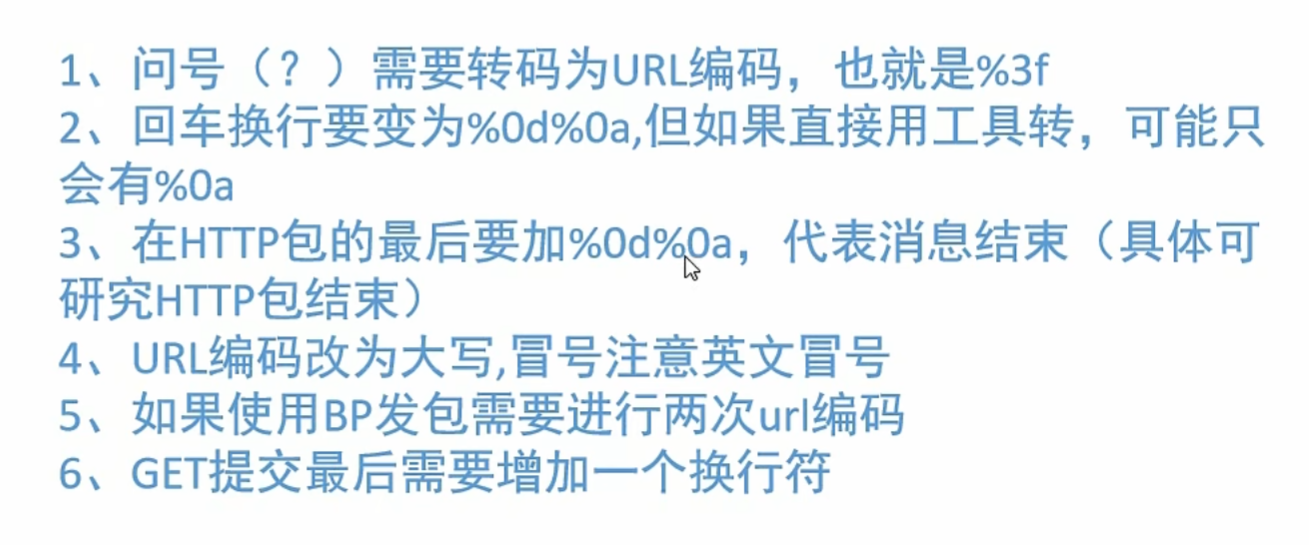 1、问号（？）需要转码为URL编码，也就是%3f
2、回车换行要变为%0d%0a,但如果直接用工具转，可能只
会有%0a
3、在HTTP包的最后要加%0d%0a，代表消息结束（具体可
研究HTTP包结束）
4、URL编码改为大写,冒号注意英文冒号
5、如果使用BP发包需要进行两次url编码
6、GET提交最后需要增加一个换行符